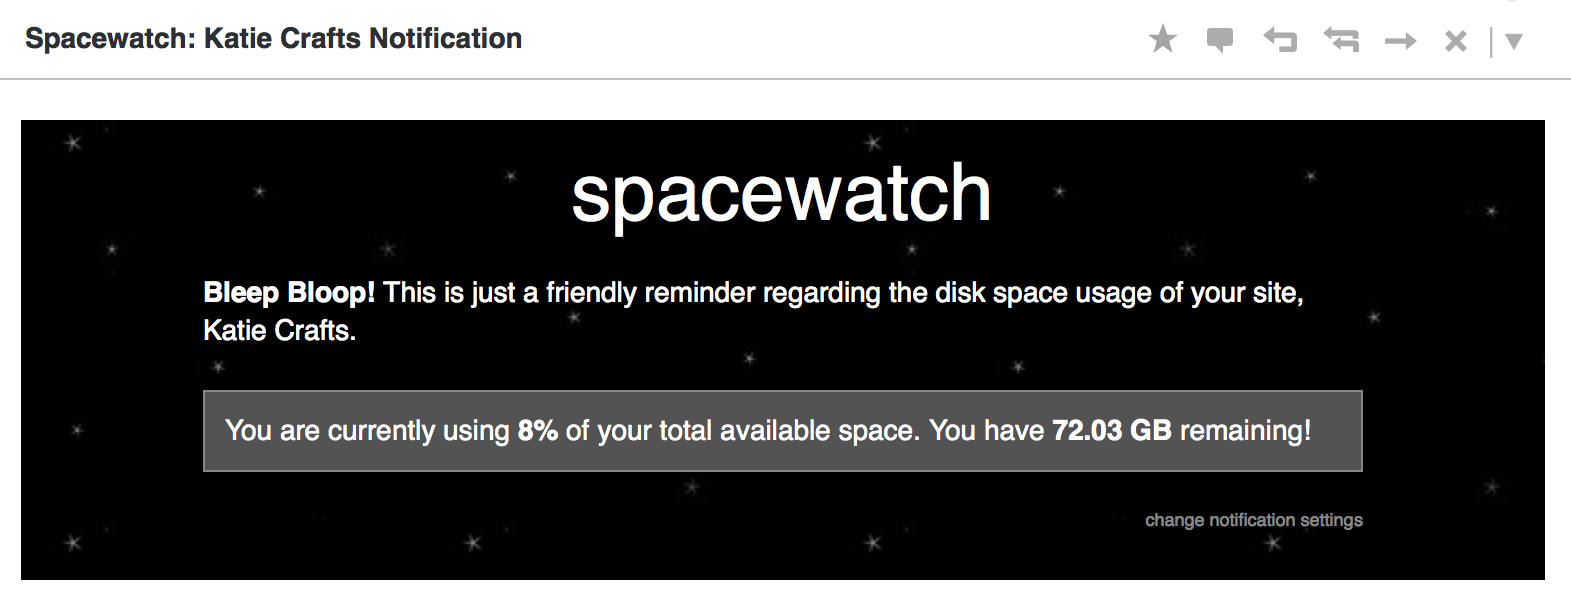 Spacewatch: Katie Crafts Notification
spacewatch
Bleep Bloop! This is just a friendly reminder regarding the disk space usage of your site,
Katie Crafts.
You are currently using 8% of your total available space. You have 72.03 GB remaining!
change notification settings